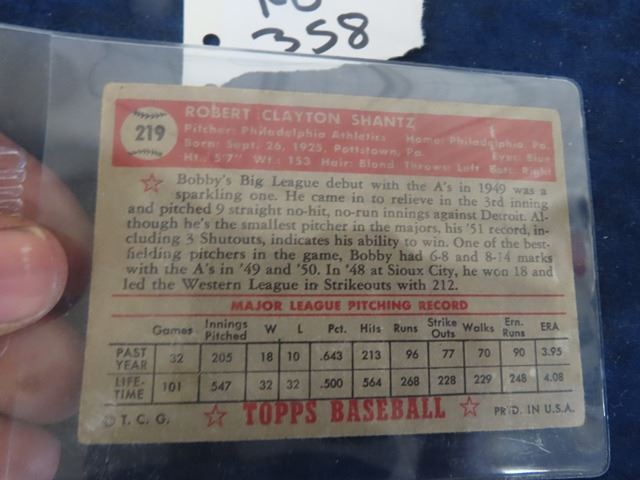 NO
358
219
ROBERT CLAYTON SHANTZ
Pitcher: Philadelphia Athletics Home: Philadelphia, Pa.
Born: Sept. 26, 1925, Pottstown, Pa. Eyes: Blue
Ht.: 5'7" Wt.: 153 Hair: Blond Throws: Left Bats: Right
Bobby's Big League debut with the A's in 1949 was a
sparkling one. He came in to relieve in the 3rd inning
and pitched 9 straight no-hit, no-run innings against Detroit. Al-
though he's the smallest pitcher in the majors, his '51 record, in-
cluding 3 Shutouts, indicates his ability to win. One of the best-
fielding pitchers in the game, Bobby had 6-8 and 8-14 marks
with the A's in '49 and '50. In '48 at Sioux City, he won 18 and
led the Western League in Strikeouts with 212.
MAJOR LEAGUE PITCHING RECORD
Games Innings Pitched W L Pct. Hits Runs Strike Outs Walks Ern. Runs ERA
PAST YEAR 32 205 18 10 .643 213 96 77 70 90 3.95
LIFE-TIME 101 547 32 32 .500 564 268 228 229 248 4.08
© T. C. G. TOPPS BASEBALL PR'D. IN U.S.A.